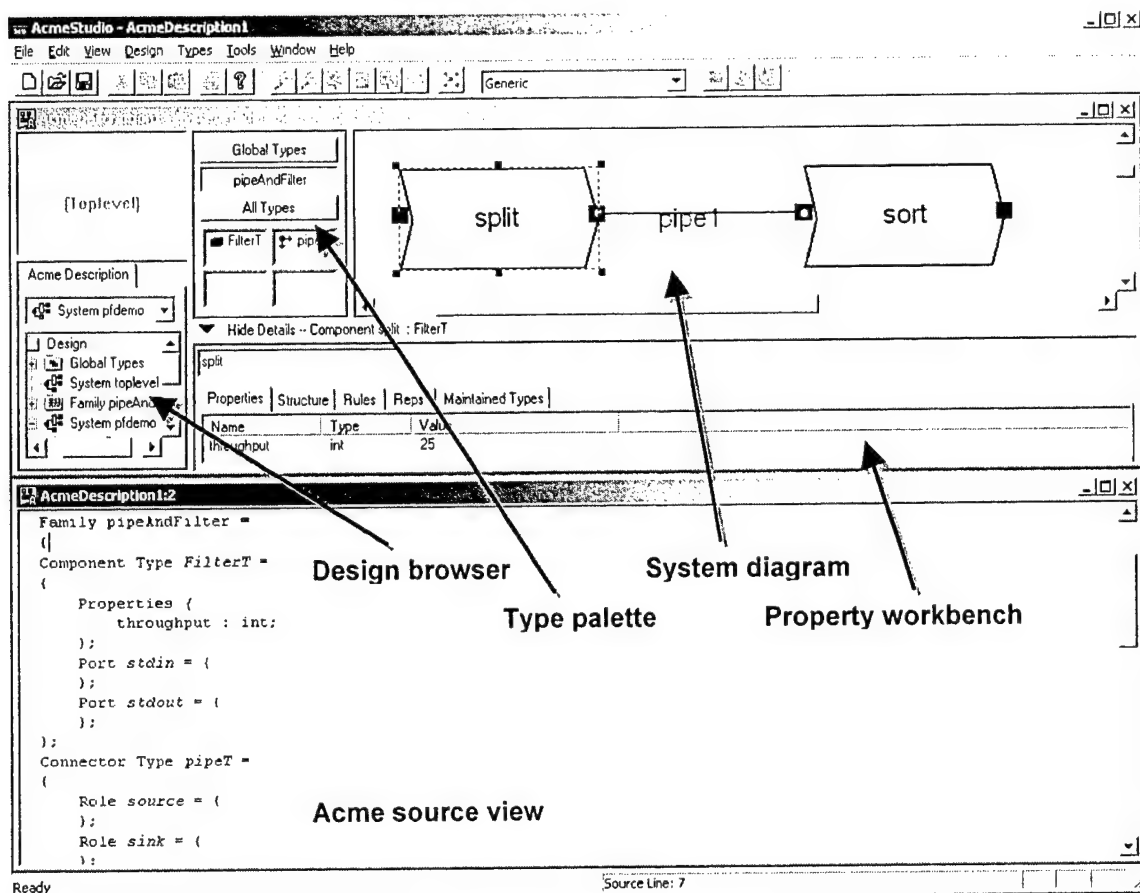 AcmeStudio - AcmeDescription1
File Edit View Design Types Tools Window Help
Generic
{Toplevel}
Global Types
pipeAndFilter
All Types
FilterT
split
pipe1
sort
Acme Description
System pfdemo
Hide Details -- Component split : FilterT
Design
Global Types
System toplevel
Family pipeAnd
System pfdemo
split
Properties Structure Rules Reps Maintained Types
Name Type Value
throughput int 25
AcmeDescription1:2
Family pipeAndFilter =
{
Component Type FilterT =
{
Properties {
throughput : int;
};
Port stdin = {
};
Port stdout = {
};
};
Connector Type pipeT =
{
Role source = {
};
Role sink = {
};
Design browser
Type palette
System diagram
Property workbench
Acme source view
Ready
Source Line: 7